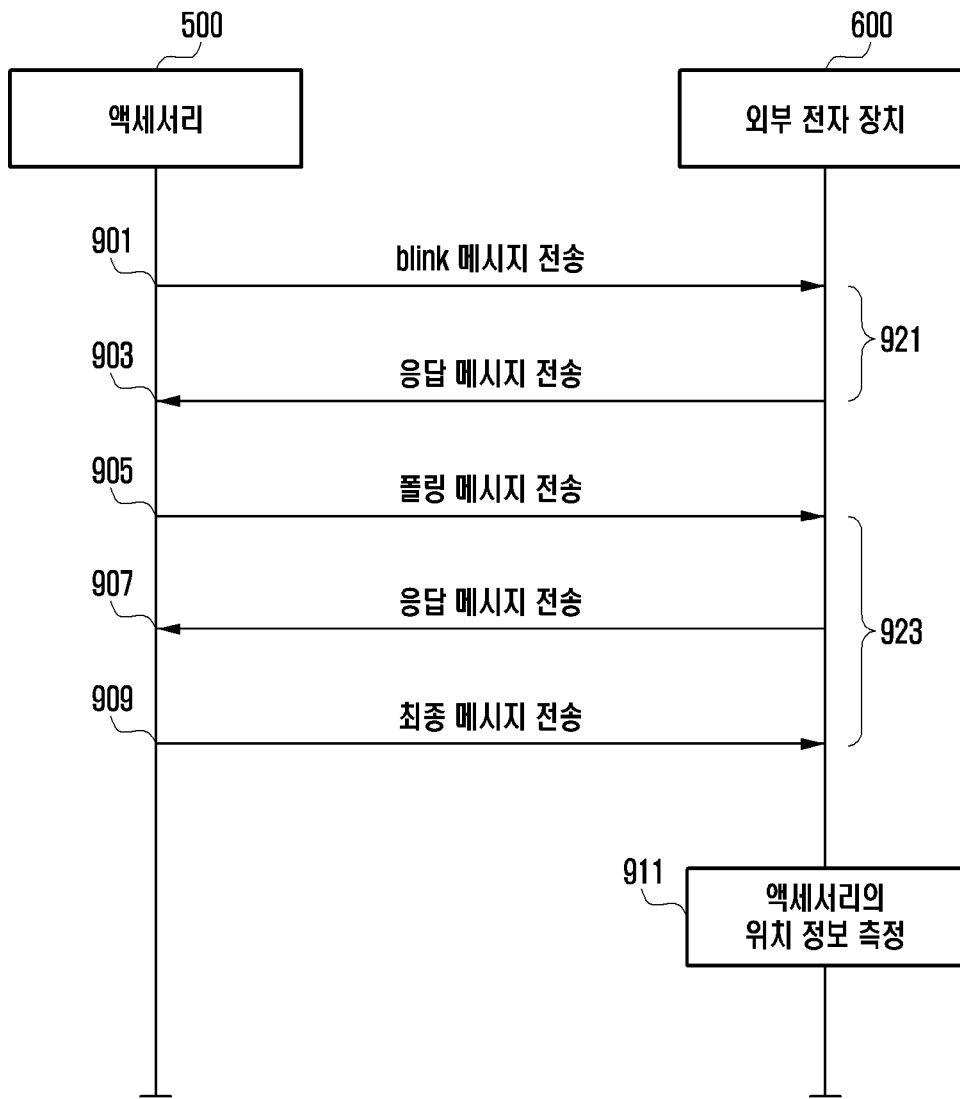 500
600
액세서리
외부 전자 장치
901
blink 메시지 전송
921
903
응답 메시지 전송
905
폴링 메시지 전송
907
응답 메시지 전송
923
909
최종 메시지 전송
911
액세서리의
위치 정보 측정